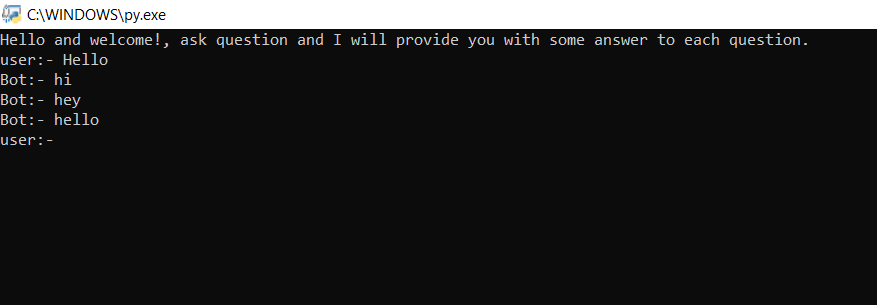 C:\WINDOWS\py.exe
Hello and welcome!, ask question and I will provide you with some answer to each question.
user:- Hello
Bot:- hi
Bot:- hey
Bot:- hello
user:-